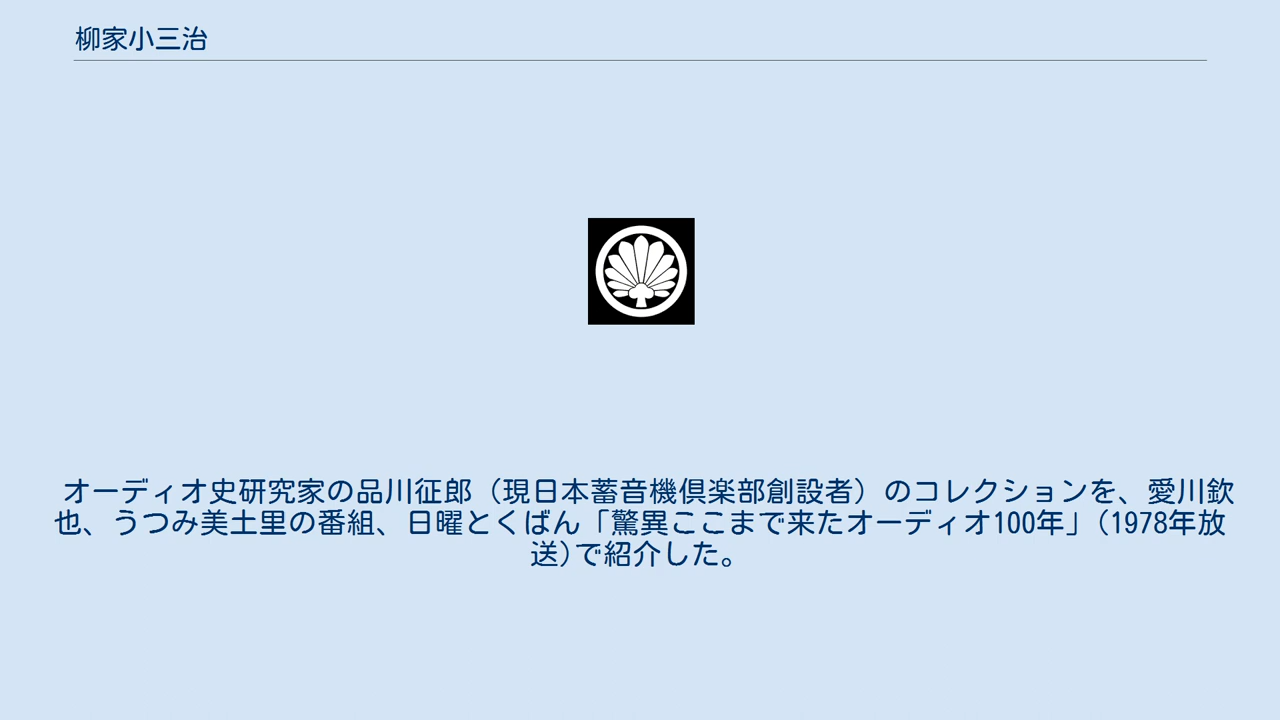 柳家小三治
オーディオ史研究家の品川征郎（現日本蓄音機倶楽部創設者）のコレクションを、愛川欽
也、うつみ美土里の番組、日曜とくばん「驚異ここまで来たオーディオ100年」(1978年放
送)で紹介した。